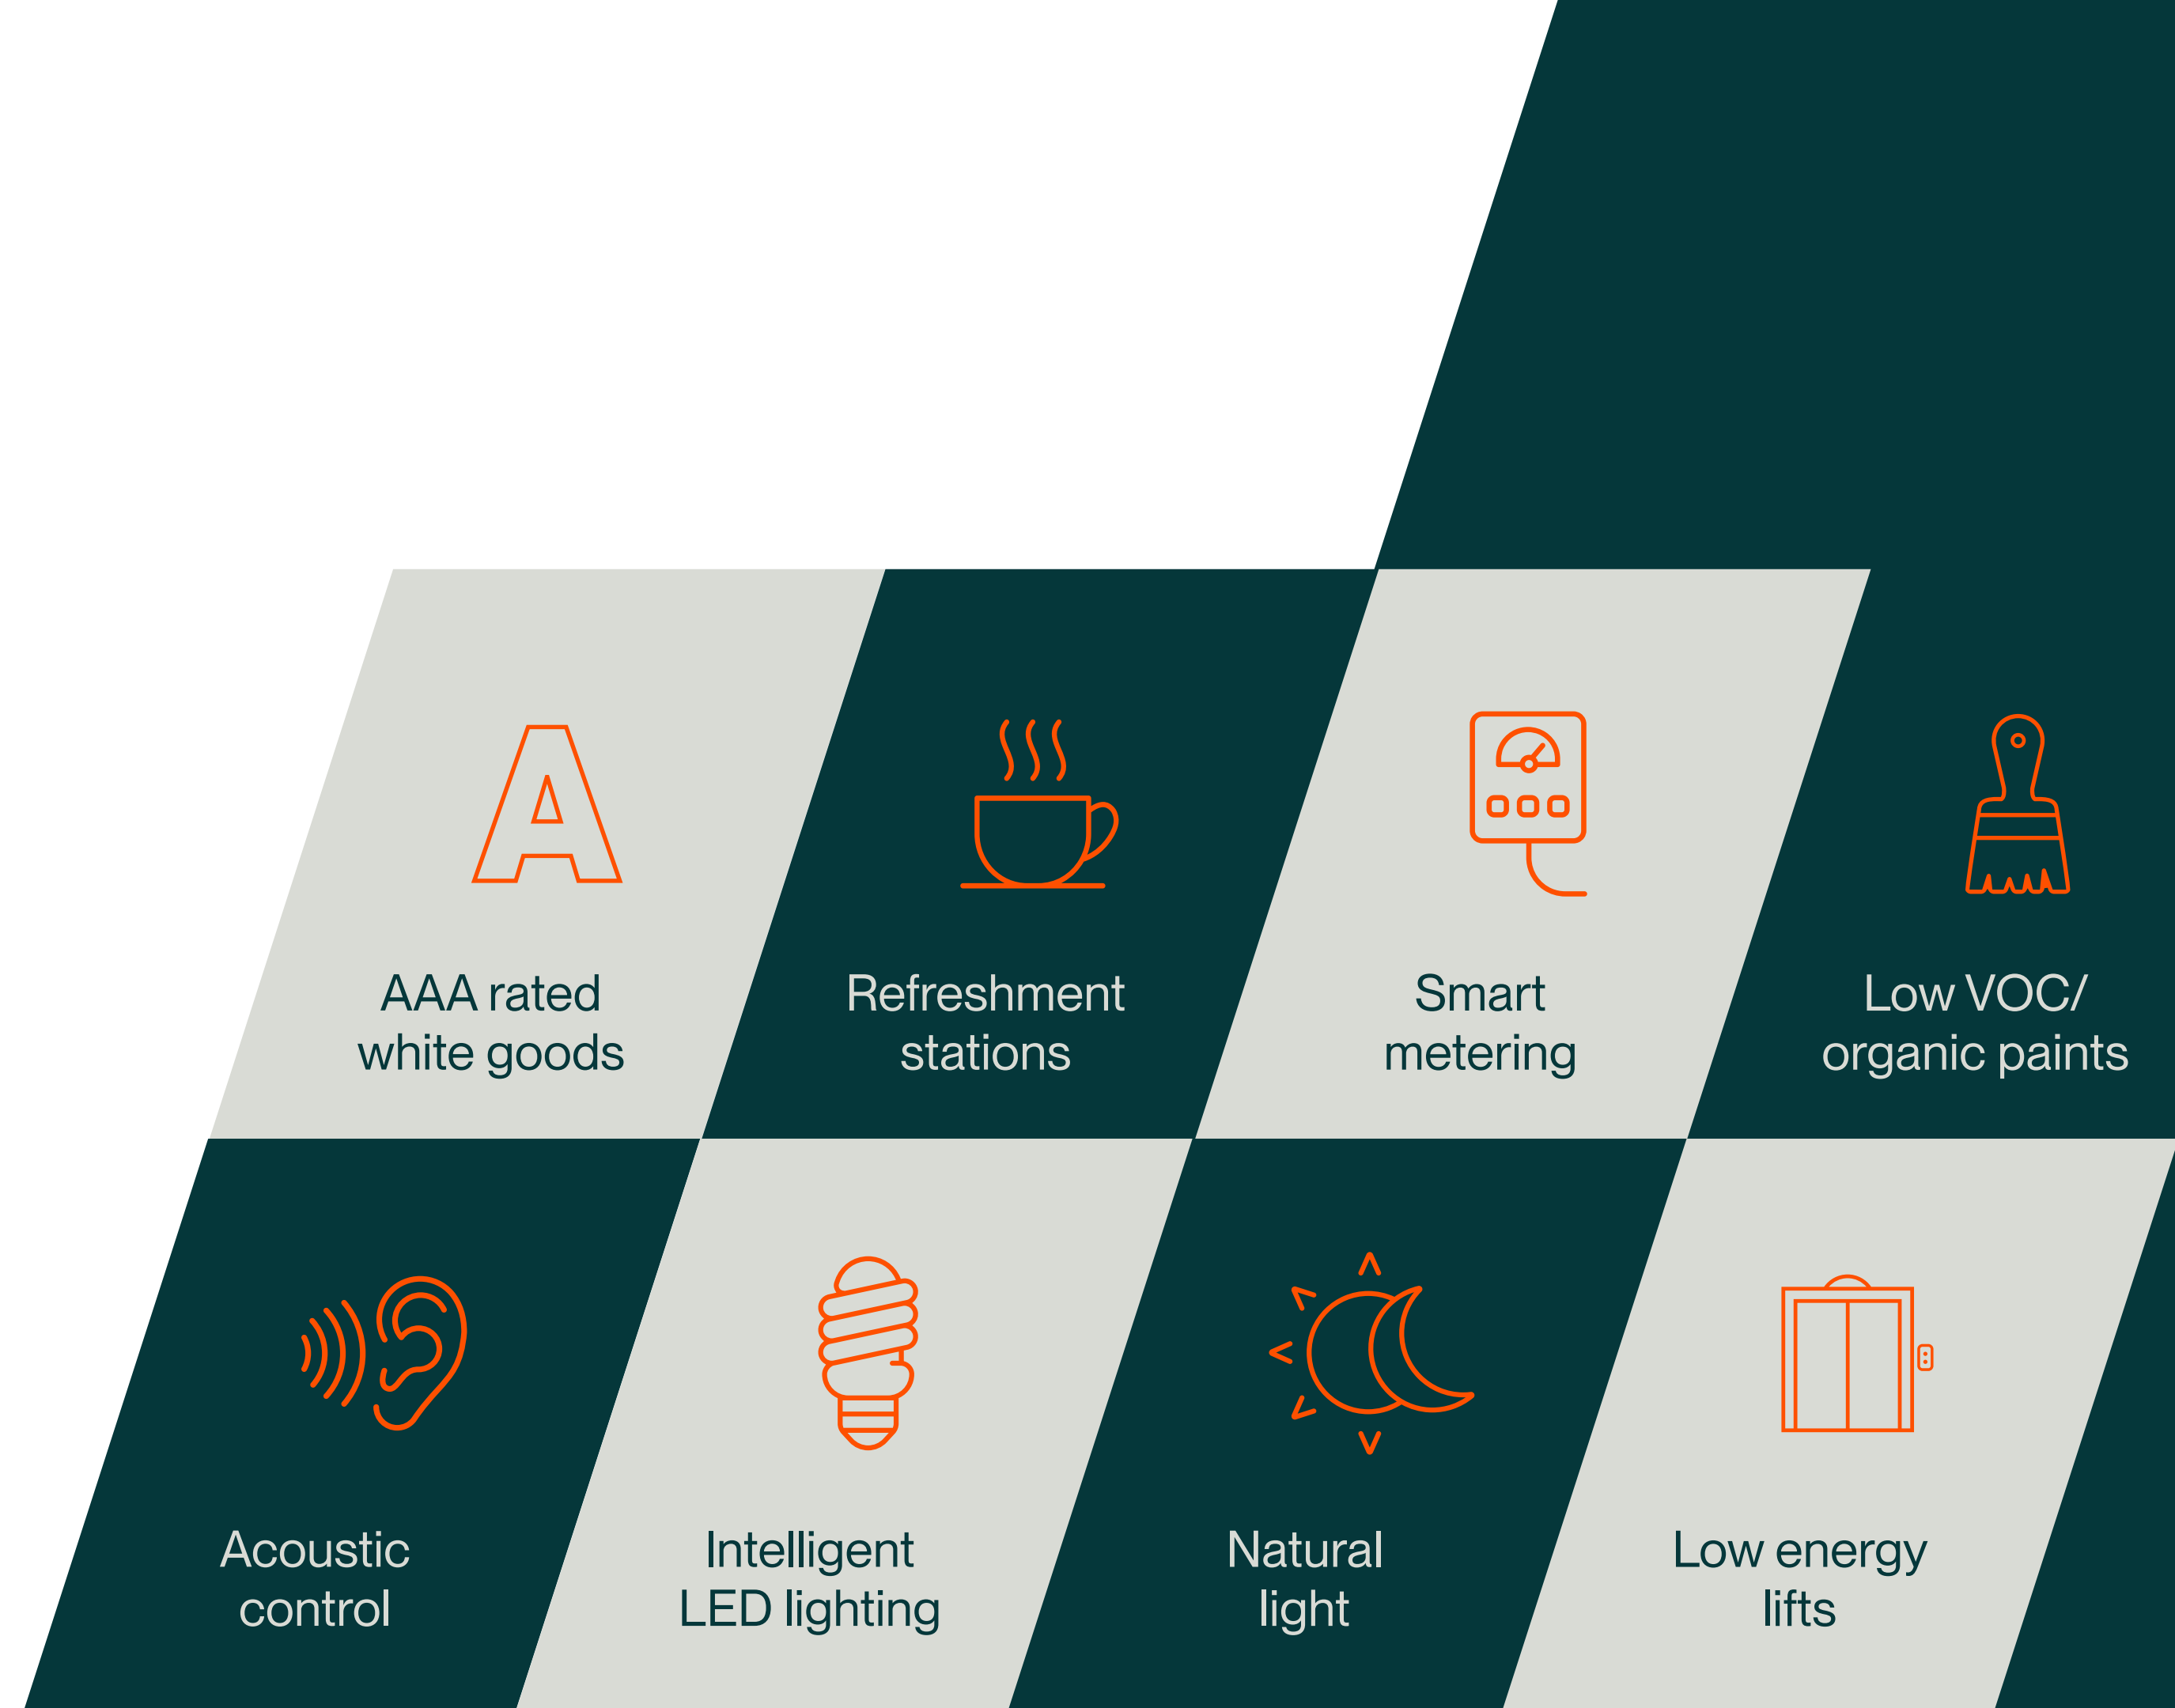 AAA rated
white goods
Refreshment
stations
Smart
metering
Low VOC/
organic paints
Acoustic
control
Intelligent
LED lighting
Natural
light
Low energy
lifts